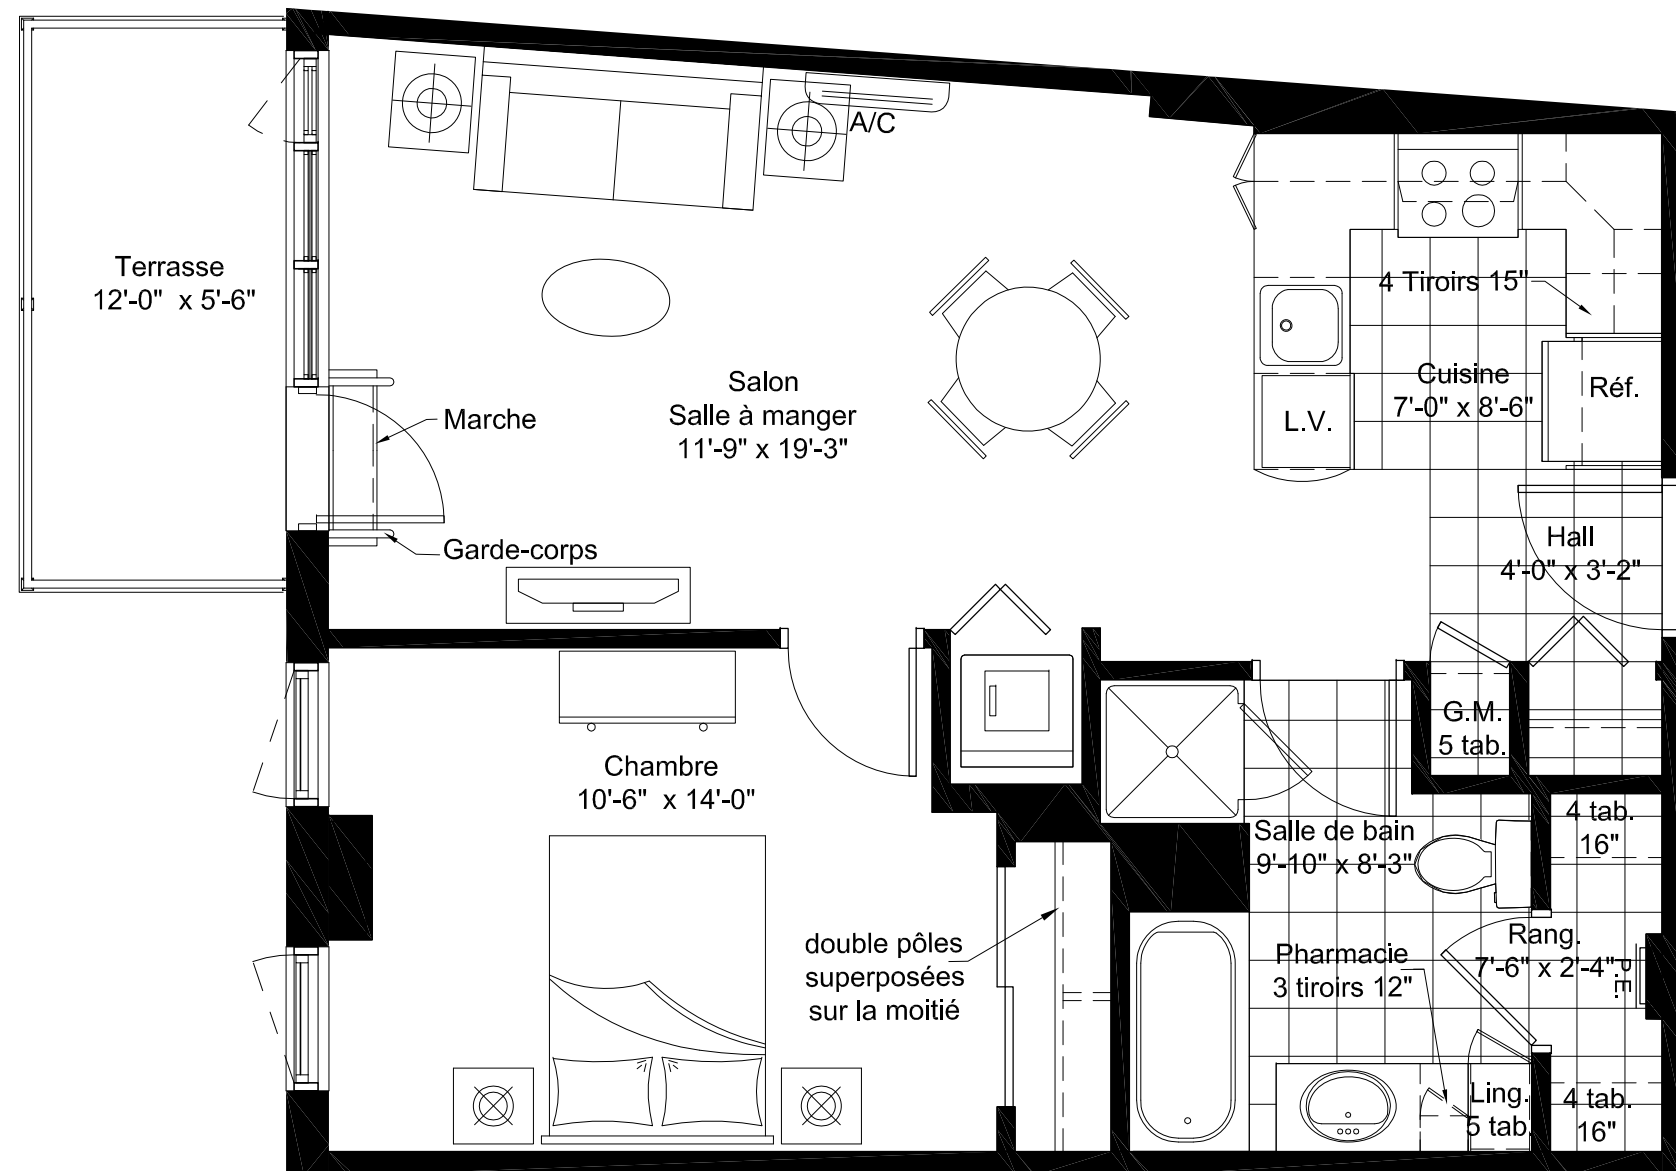 A/C
Terrasse
12'-0" x 5'-6"
4 Tiroirs 15"
Salon
Salle à manger
11'-9" x 19'-3"
Cuisine
7'-0" x 8'-6"
Réf.
L.V.
Marche
Garde-corps
Hall
4'-0" x 3'-2"
G.M.
5 tab.
Chambre
10'-6" x 14'-0"
Salle de bain
9'-10" x 8'-3"
4 tab.
16"
double pôles
superposées
sur la moitié
Pharmacie
3 tiroirs 12"
Rang.
7'-6" x 2'-4"
P.E.
Ling.
5 tab.
4 tab.
16"